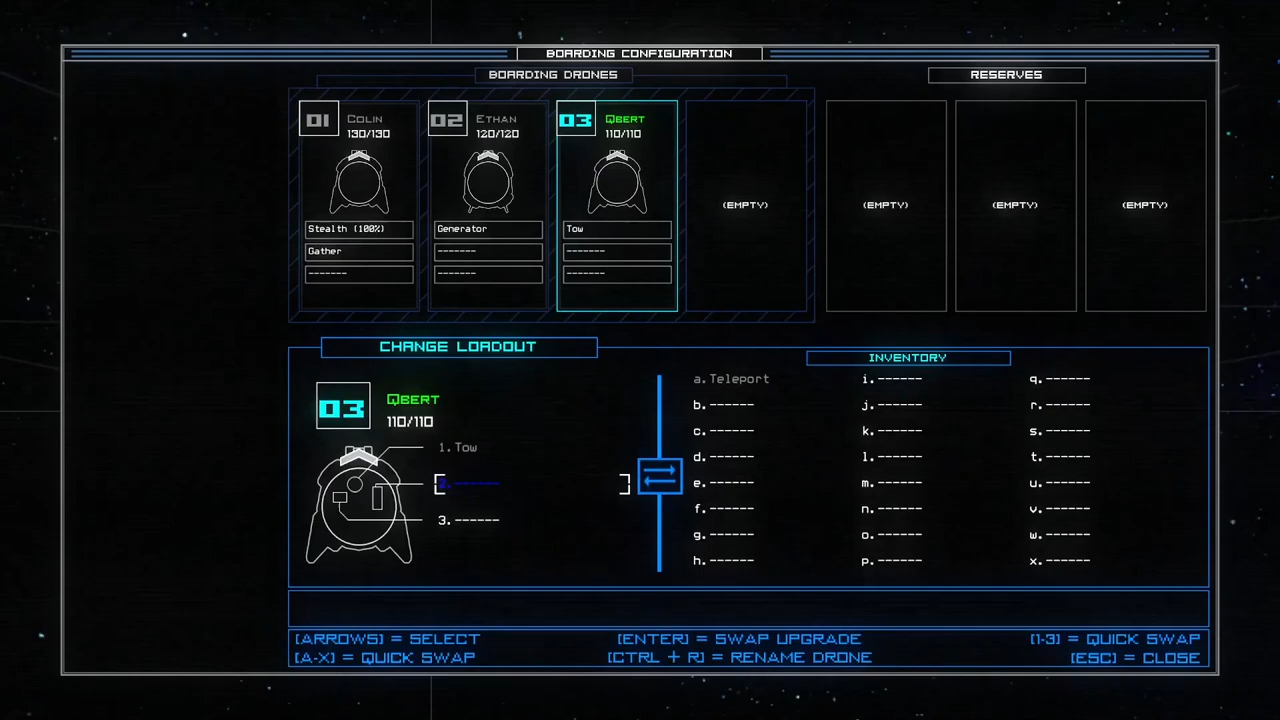 BOARDING CONFIGURATION
BOARDING DRONES
RESERVES
01 COLIN 130/130
02 ETHAN 120/120
03 QBERT 110/110
(EMPTY)
(EMPTY)
(EMPTY)
(EMPTY)
Stealth (100%)
Gather
-------
Generator
-------
-------
Tow
-------
-------
CHANGE LOADOUT
03 QBERT
110/110
1.Tow
2.------
3.------
INVENTORY
a.Teleport
b.------
c.------
d.------
e.------
f.------
g.------
h.------
i.------
j.------
k.------
l.------
m.------
n.------
o.------
p.------
q.------
r.------
s.------
t.------
u.------
v.------
w.------
x.------
[ARROWS] = SELECT [ENTER] = SWAP UPGRADE [1-3] = QUICK SWAP
[A-X] = QUICK SWAP [CTRL + R] = RENAME DRONE [ESC] = CLOSE